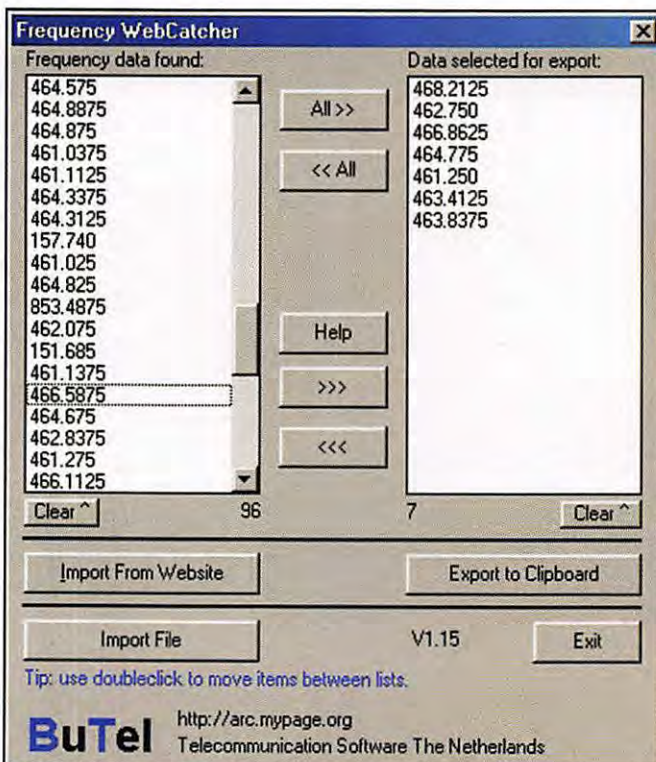 Frequency WebCatcher
Frequency data found:
Data selected for export:
464.575
464.8875
464.875
461.0375
461.1125
464.3375
464.3125
157.740
461.025
464.825
853.4875
462.075
151.685
461.1375
466.5875
464.675
462.8375
461.275
466.1125
All >>
<< All
Help
>>>
<<<
468.2125
462.750
466.8625
464.775
461.250
463.4125
463.8375
Clear ^
96
7
Clear ^
Import From Website
Export to Clipboard
Import File
V1.15
Exit
Tip: use doubleclick to move items between lists.
BuTel
http://arc.mypage.org
Telecommunication Software The Netherlands